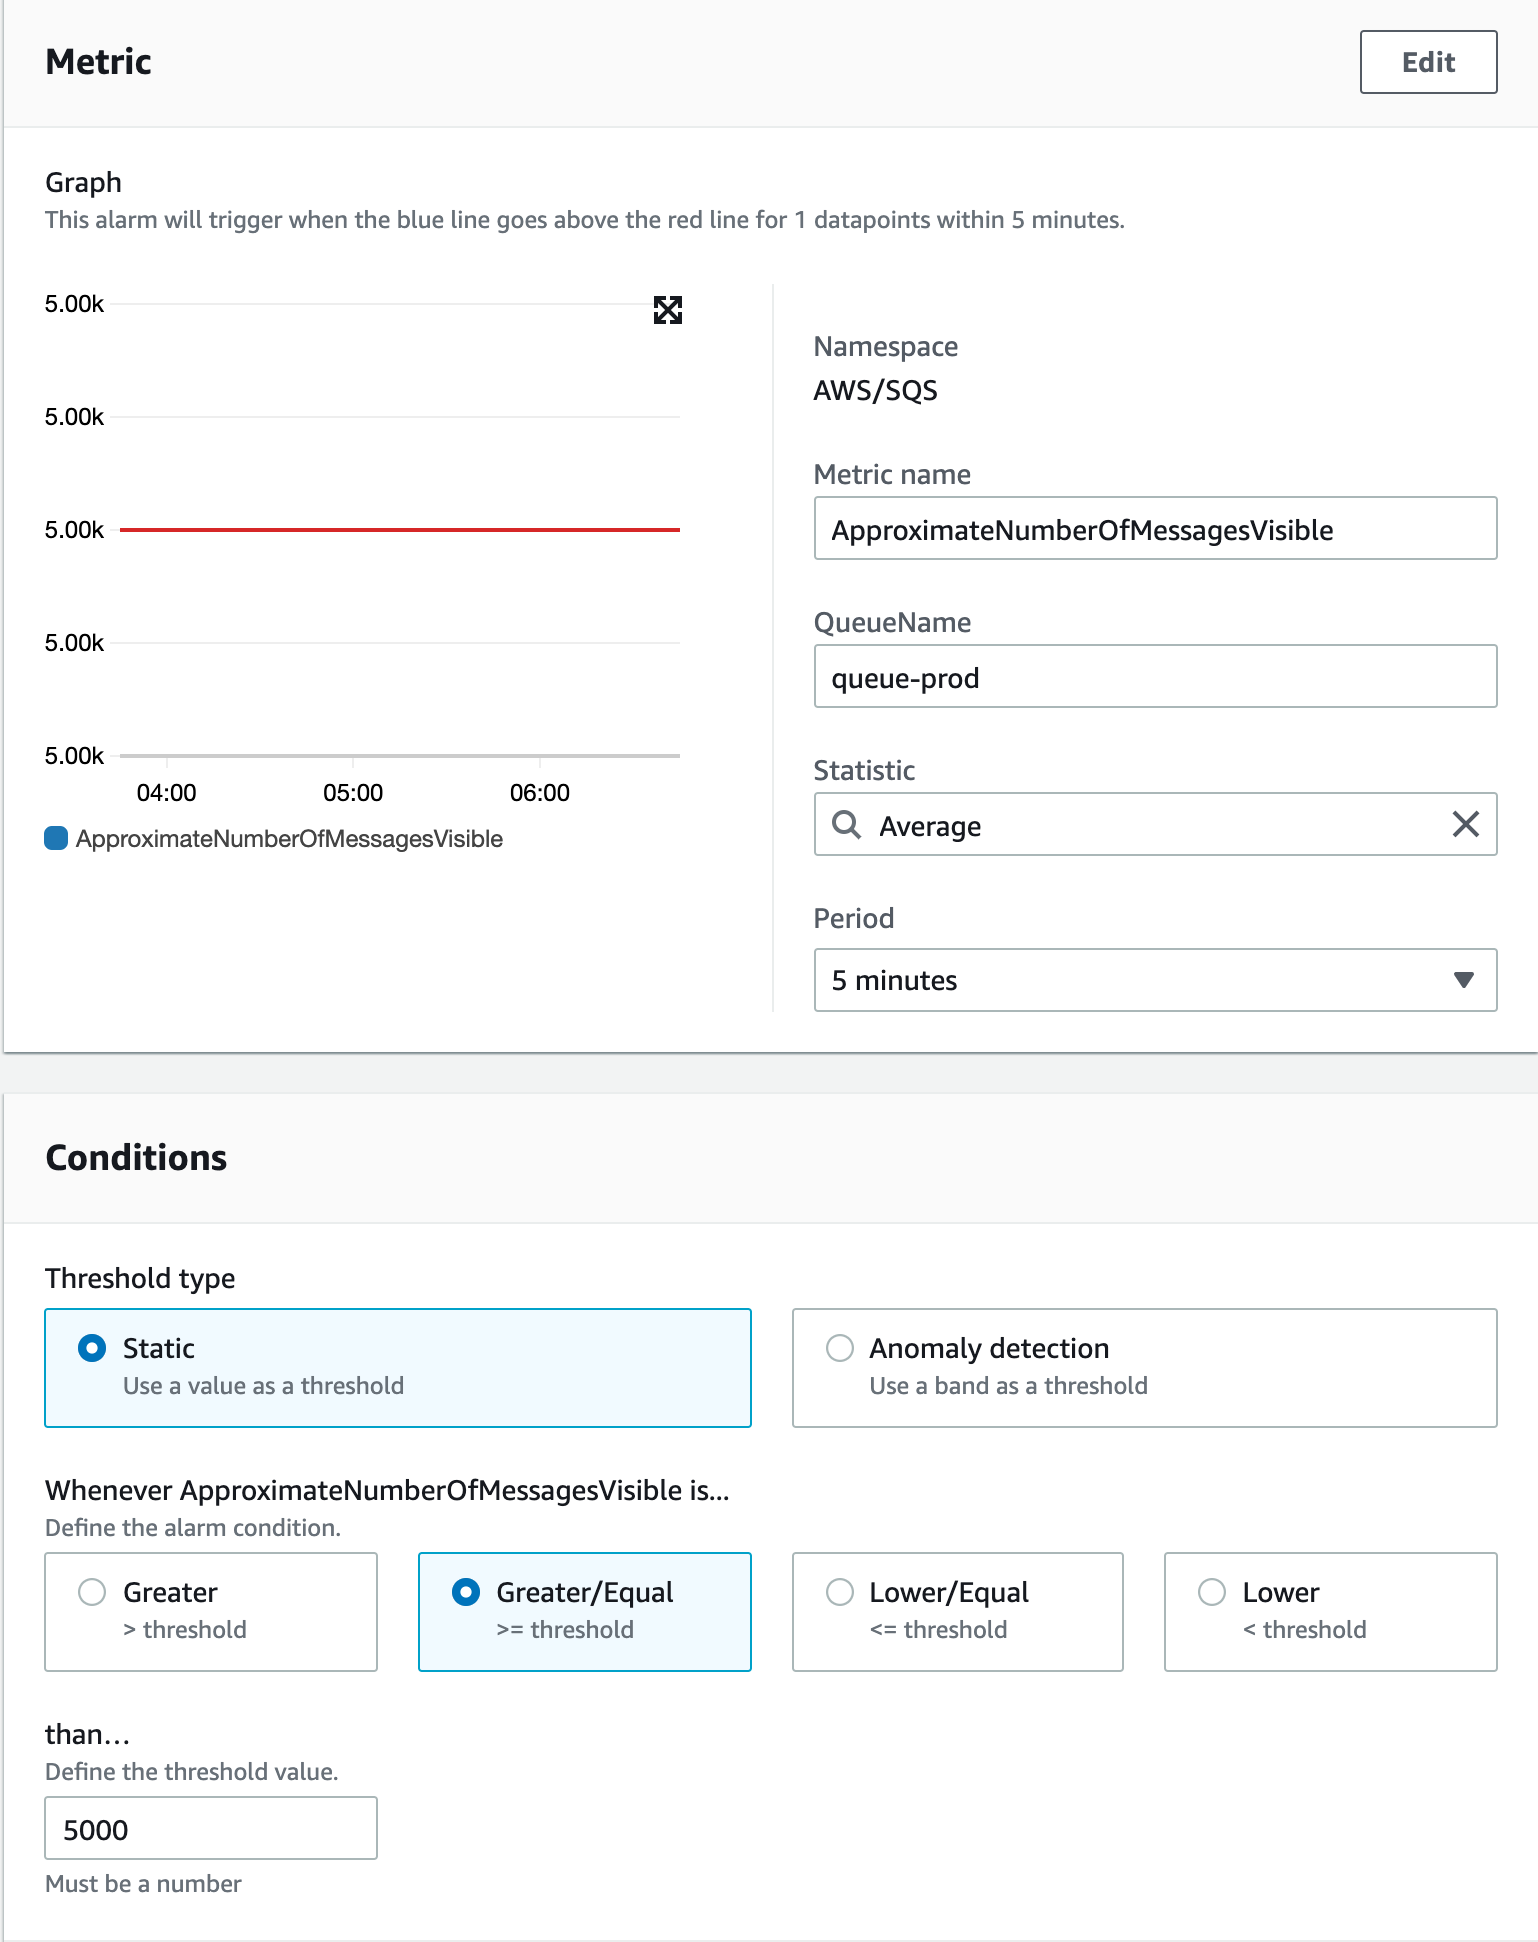 Metric
Edit
Graph
This alarm will trigger when the blue line goes above the red line for 1 datapoints within 5 minutes.
5.00k
5.00k
5.00k
5.00k
5.00k
04:00 05:00 06:00
ApproximateNumberOfMessagesVisible
Namespace
AWS/SQS
Metric name
ApproximateNumberOfMessagesVisible
QueueName
queue-prod
Statistic
Average
Period
5 minutes
Conditions
Threshold type
Static
Use a value as a threshold
Anomaly detection
Use a band as a threshold
Whenever ApproximateNumberOfMessagesVisible is...
Define the alarm condition.
Greater
> threshold
Greater/Equal
>= threshold
Lower/Equal
<= threshold
Lower
< threshold
than...
Define the threshold value.
5000
Must be a number